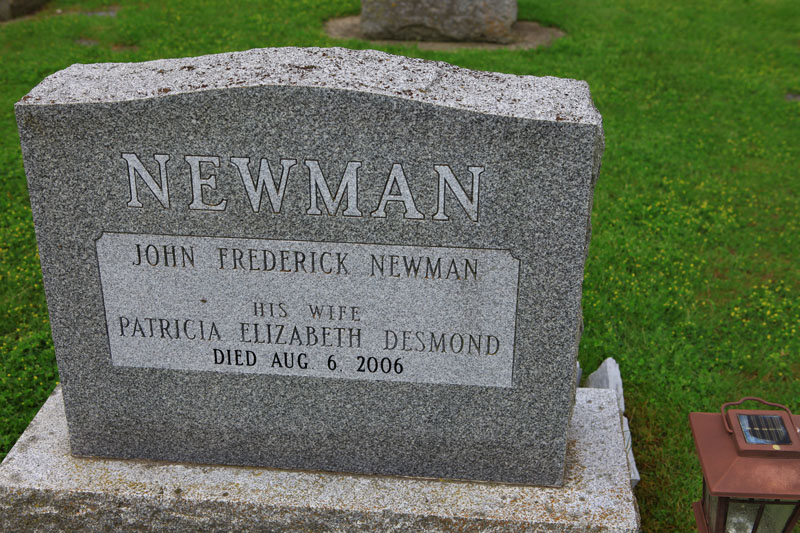 NEWMAN
JOHN FREDERICK NEWMAN
HIS WIFE
PATRICIA ELIZABETH DESMOND
DIED AUG. 6, 2006